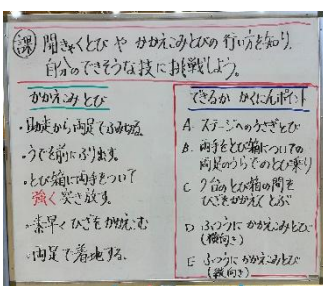 課 開きゃくとび や かかえこみとびの 行い方を知り、
自分のできそうな技に挑戦しよう。
かかえこみ とび
・助走から両足でふみ切る
・うでを前にふり出す。
・とび箱に両手をついて
強く突き放す。
・素早くひざをかかえこむ
・両足で着地する。
できるか かくにんポイント
A ステージへのうさぎとび
B 両手をとび箱についての
両足のうらでのとび乗り
C 2台のとび箱の間を
ひざをかかえてとぶ
D ふつうに かかえこみとび
(横向き)
E ふつうに かかえこみとび
(縦向き)